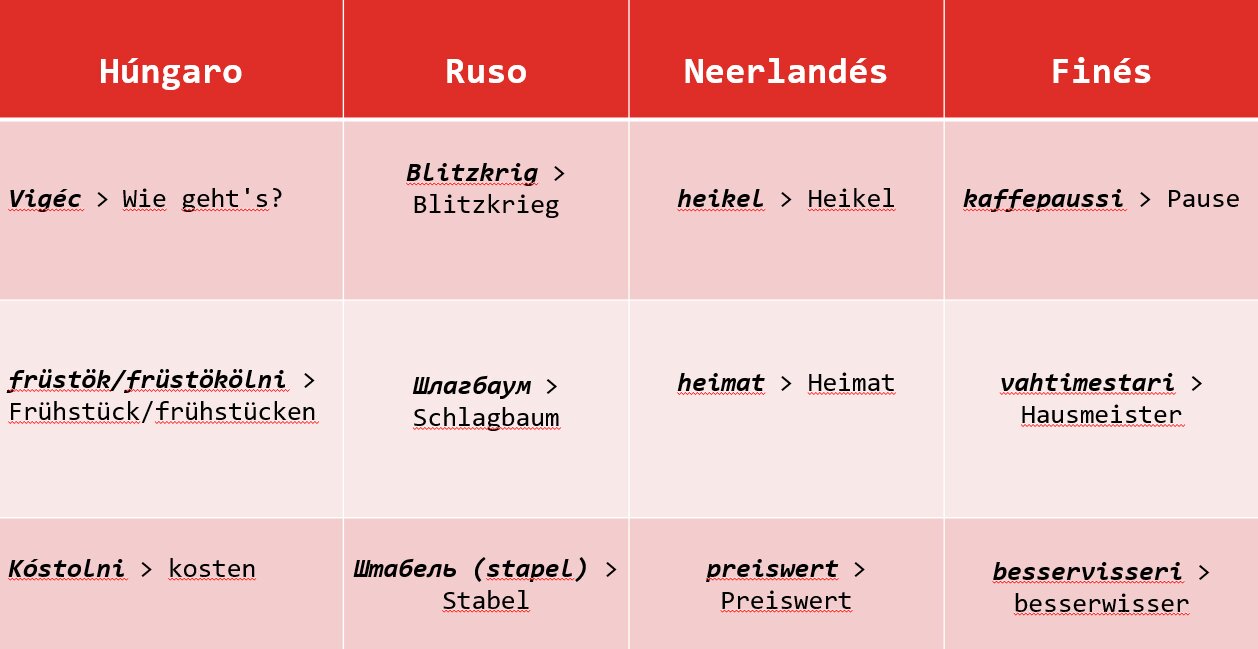 Húngaro
Ruso
Neerlandés
Finés
Vigéc > Wie geht's?
Blitzkrig >
Blitzkrieg
heikel > Heikel
kaffepaussi > Pause
früstök/früstökölni >
Frühstück/frühstücken
Шлагбаум >
Schlagbaum
heimat > Heimat
vahtimestari >
Hausmeister
Kóstolni > kosten
Штабель (stapel) >
Stabel
preiswert >
Preiswert
besservisseri >
besserwisser